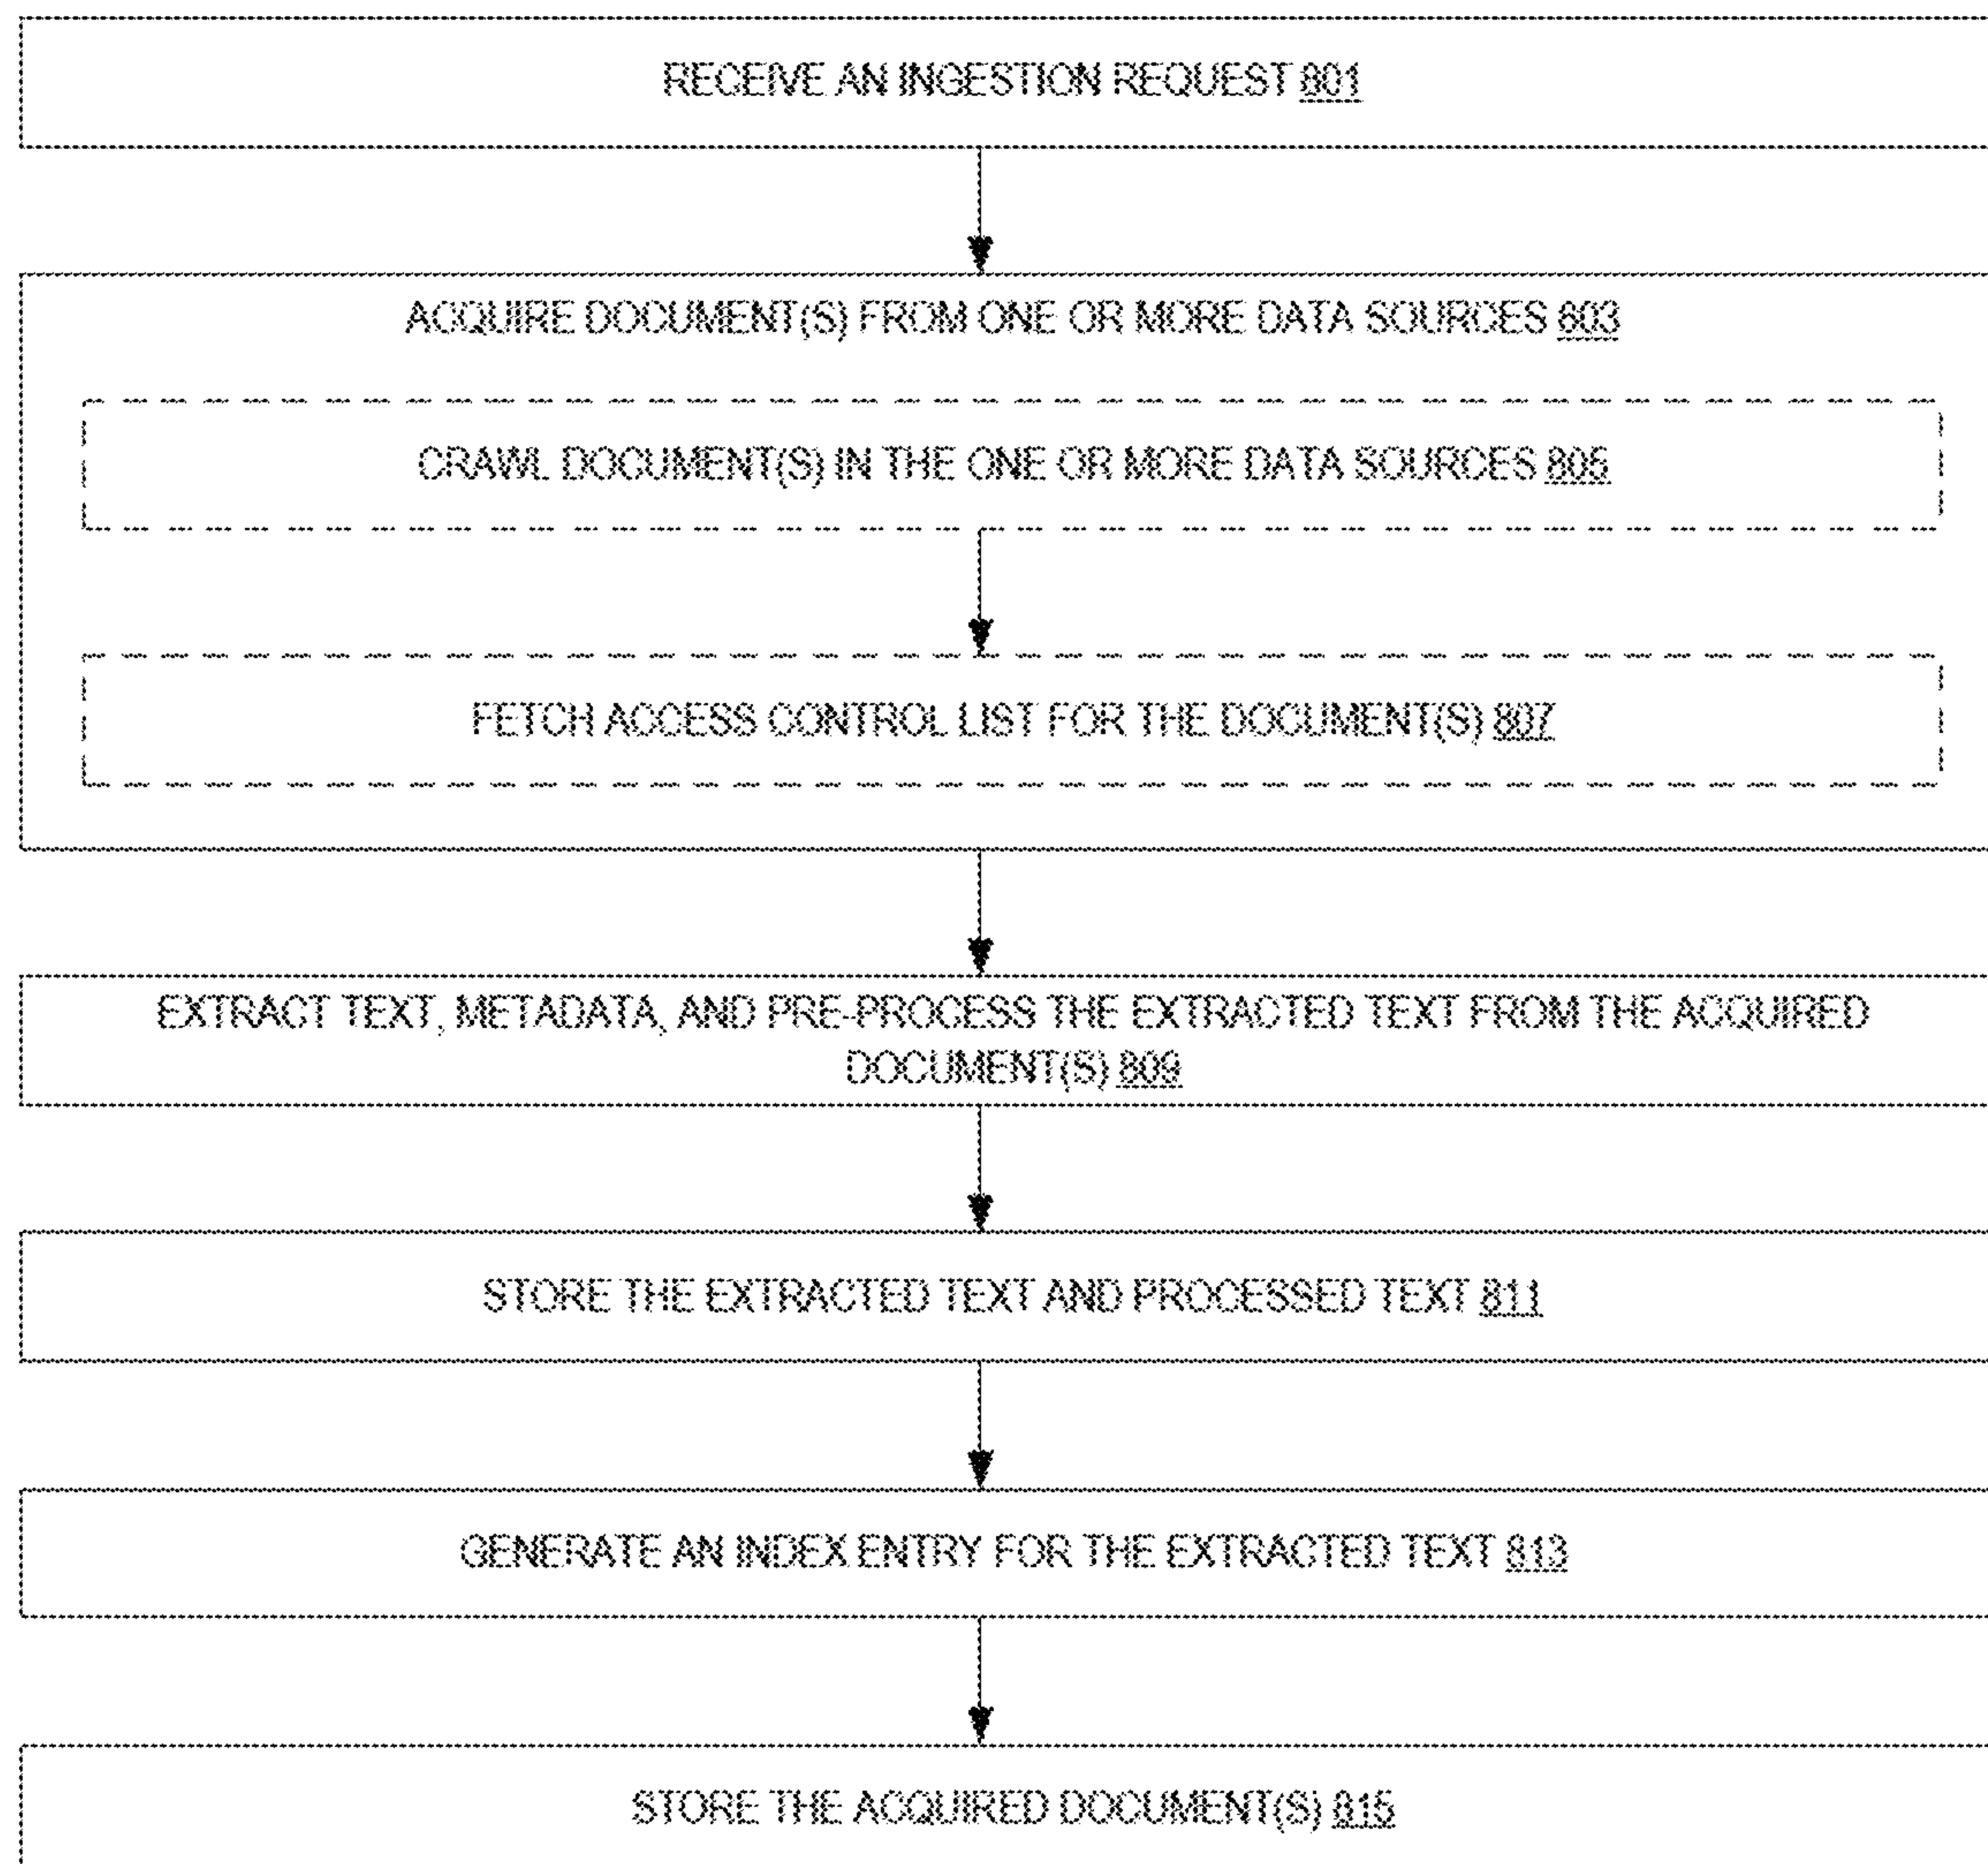 RECEIVE AN INGESTION REQUEST 801
ACQUIRE DOCUMENT(S) FROM ONE OR MORE DATA SOURCES 803
CRAWL DOCUMENT(S) IN THE ONE OR MORE DATA SOURCES 805
FETCH ACCESS CONTROL LIST FOR THE DOCUMENT(S) 807
EXTRACT TEXT, METADATA, AND PRE-PROCESS THE EXTRACTED TEXT FROM THE ACQUIRED
DOCUMENT(S) 809
STORE THE EXTRACTED TEXT AND PROCESSED TEXT 811
GENERATE AN INDEX ENTRY FOR THE EXTRACTED TEXT 813
STORE THE ACQUIRED DOCUMENT(S) 815